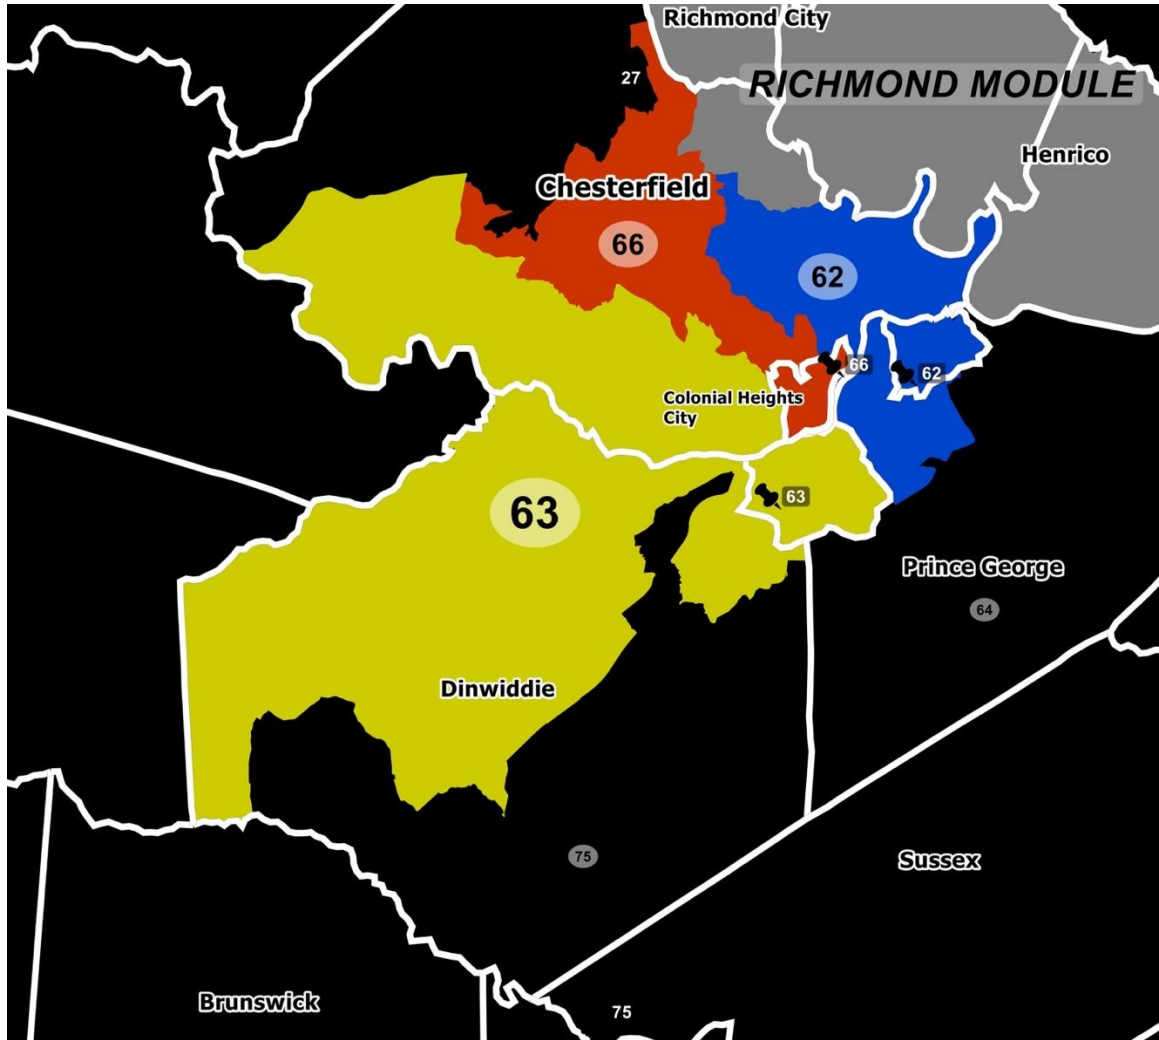 Richmond City
27
RICHMOND MODULE
Henrico
Chesterfield
66
62
66
62
Colonial Heights
City
63
63
Prince George
64
Dinwiddie
75
Sussex
Brunswick
75